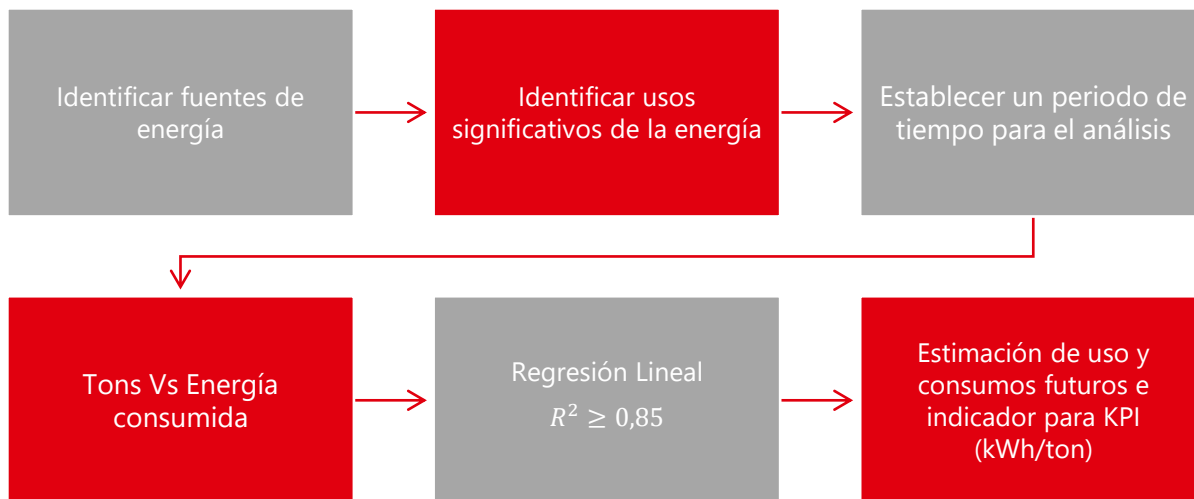 Identificar fuentes de
energía
Identificar usos
significativos de la energía
Establecer un periodo de
tiempo para el análisis
Tons Vs Energía
consumida
Regresión Lineal
𝑅² ≥ 0,85
Estimación de uso y
consumos futuros e
indicador para KPI
(kWh/ton)